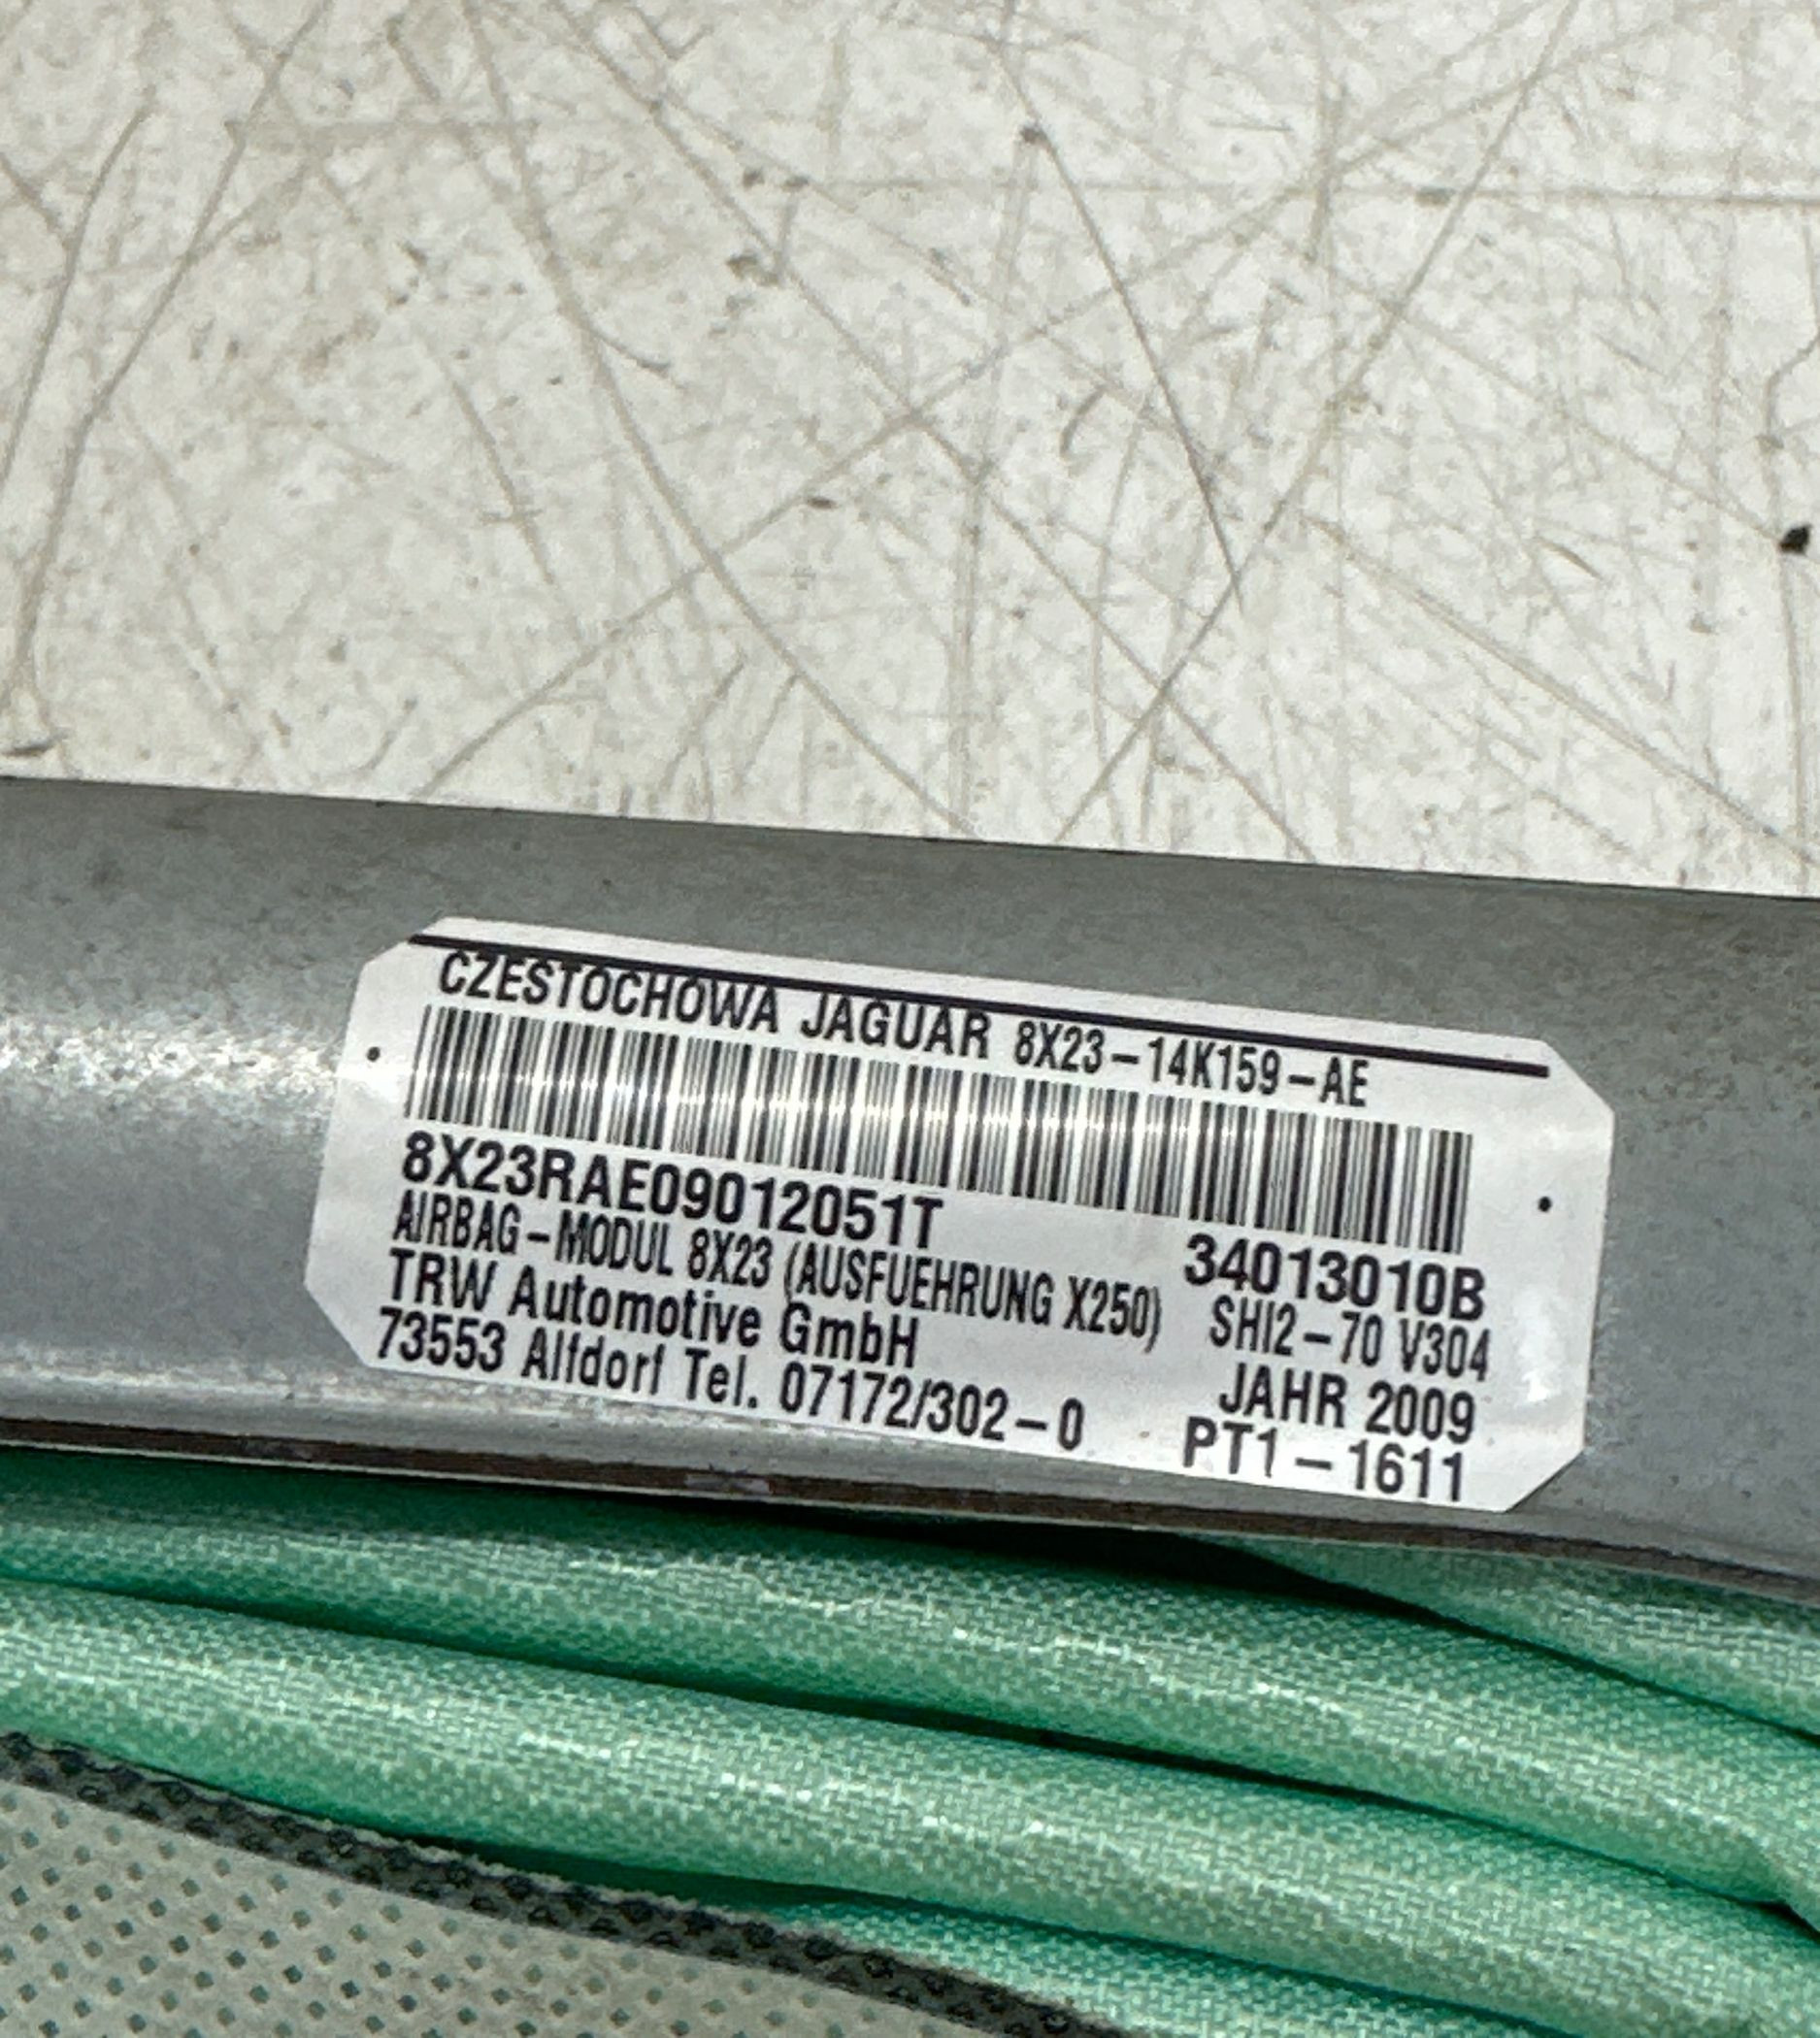 CZESTOCHOWA JAGUAR 8X23-14K159-AE
8X23RAE09012051T
34013010B
AIRBAG-MODUL 8X23 (AUSFUEHRUNG X250)
SHI2-70 V304
TRW Automotive GmbH
JAHR 2009
73553 Alfdorf Tel. 07172/302-0
PT1-1611